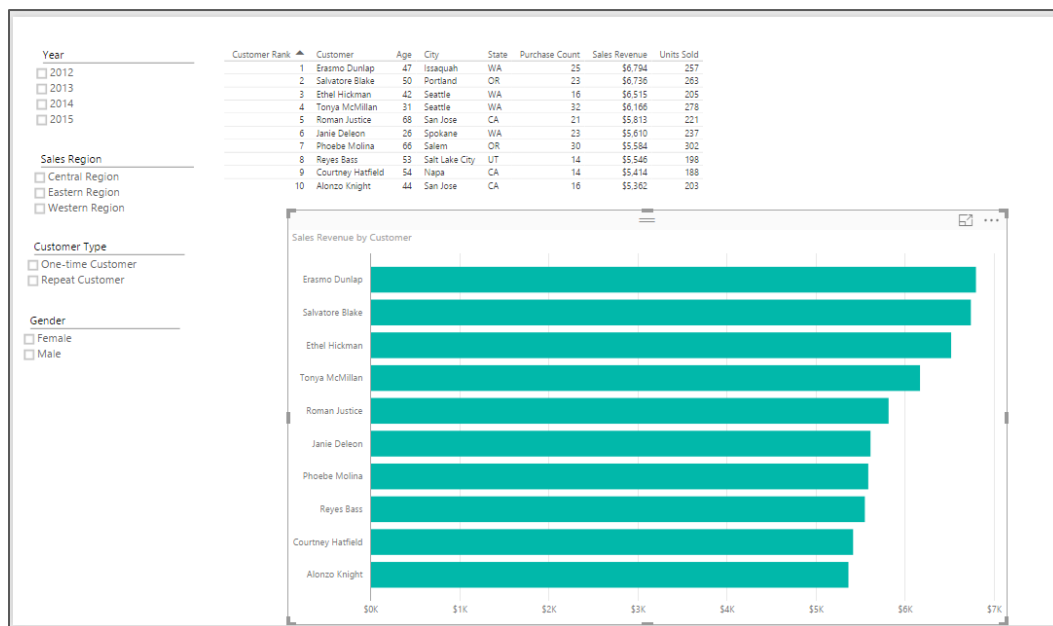 Year
2012
2013
2014
2015
Sales Region
Central Region
Eastern Region
Western Region
Customer Type
One-time Customer
Repeat Customer
Gender
Female
Male
Customer Rank Customer Age City State Purchase Count Sales Revenue Units Sold
1 Erasmo Dunlap 47 Issaquah WA 25 $6,794 257
2 Salvatore Blake 50 Portland OR 23 $6,736 263
3 Ethel Hickman 42 Seattle WA 16 $6,515 205
4 Tonya McMillan 31 Seattle WA 32 $6,166 278
5 Roman Justice 68 San Jose CA 21 $5,813 221
6 Janie Deleon 26 Spokane WA 23 $5,610 237
7 Phoebe Molina 66 Salem OR 30 $5,584 302
8 Reyes Bass 53 Salt Lake City UT 14 $5,546 198
9 Courtney Hatfield 54 Napa CA 14 $5,414 188
10 Alonzo Knight 44 San Jose CA 16 $5,362 203
Sales Revenue by Customer
Erasmo Dunlap
Salvatore Blake
Ethel Hickman
Tonya McMillan
Roman Justice
Janie Deleon
Phoebe Molina
Reyes Bass
Courtney Hatfield
Alonzo Knight
$0K $1K $2K $3K $4K $5K $6K $7K